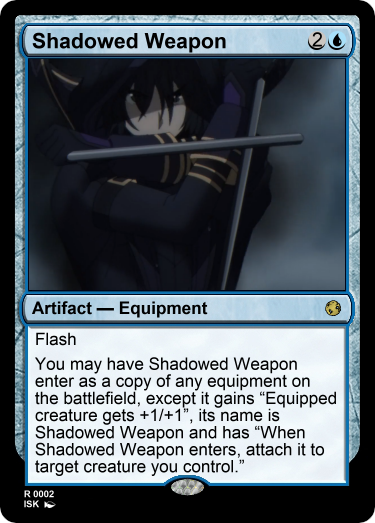 Shadowed Weapon 2
Artifact — Equipment
Flash
You may have Shadowed Weapon
enter as a copy of any equipment on
the battlefield, except it gains “Equipped
creature gets +1/+1”, its name is
Shadowed Weapon and has “When
Shadowed Weapon enters, attach it to
target creature you control.”
R 0002
ISK